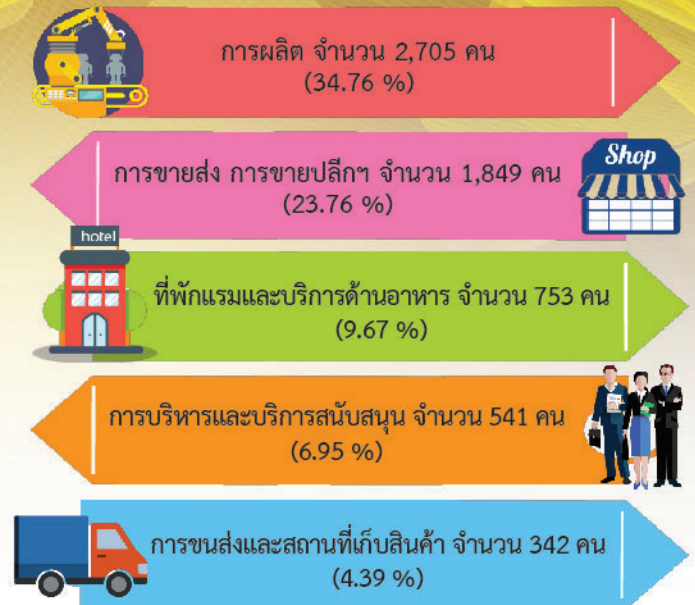 การผลิต จำนวน 2,705 คน
(34.76 %)
การขายส่ง การขายปลีกฯ จำนวน 1,849 คน
(23.76 %)
Shop
hotel
ที่พักแรมและบริการด้านอาหาร จำนวน 753 คน
(9.67 %)
การบริหารและบริการสนับสนุน จำนวน 541 คน
(6.95 %)
การขนส่งและสถานที่เก็บสินค้า จำนวน 342 คน
(4.39 %)